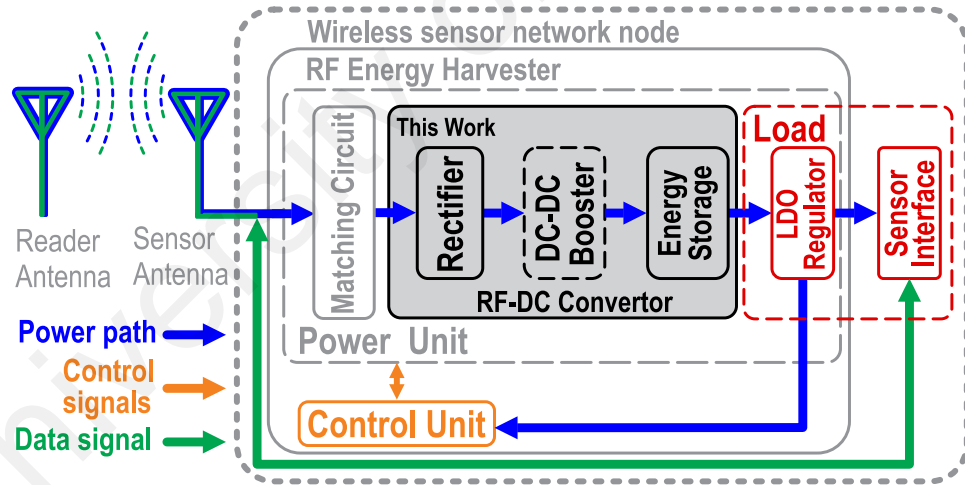 Wireless sensor network node
RF Energy Harvester
This Work
Load
Matching Circuit
Rectifier
DC-DC
Booster
Energy
Storage
LDO
Regulator
Sensor
Interface
RF-DC Convertor
Reader
Antenna
Sensor
Antenna
Power Unit
Power path
Control
signals
Data signal
Control Unit